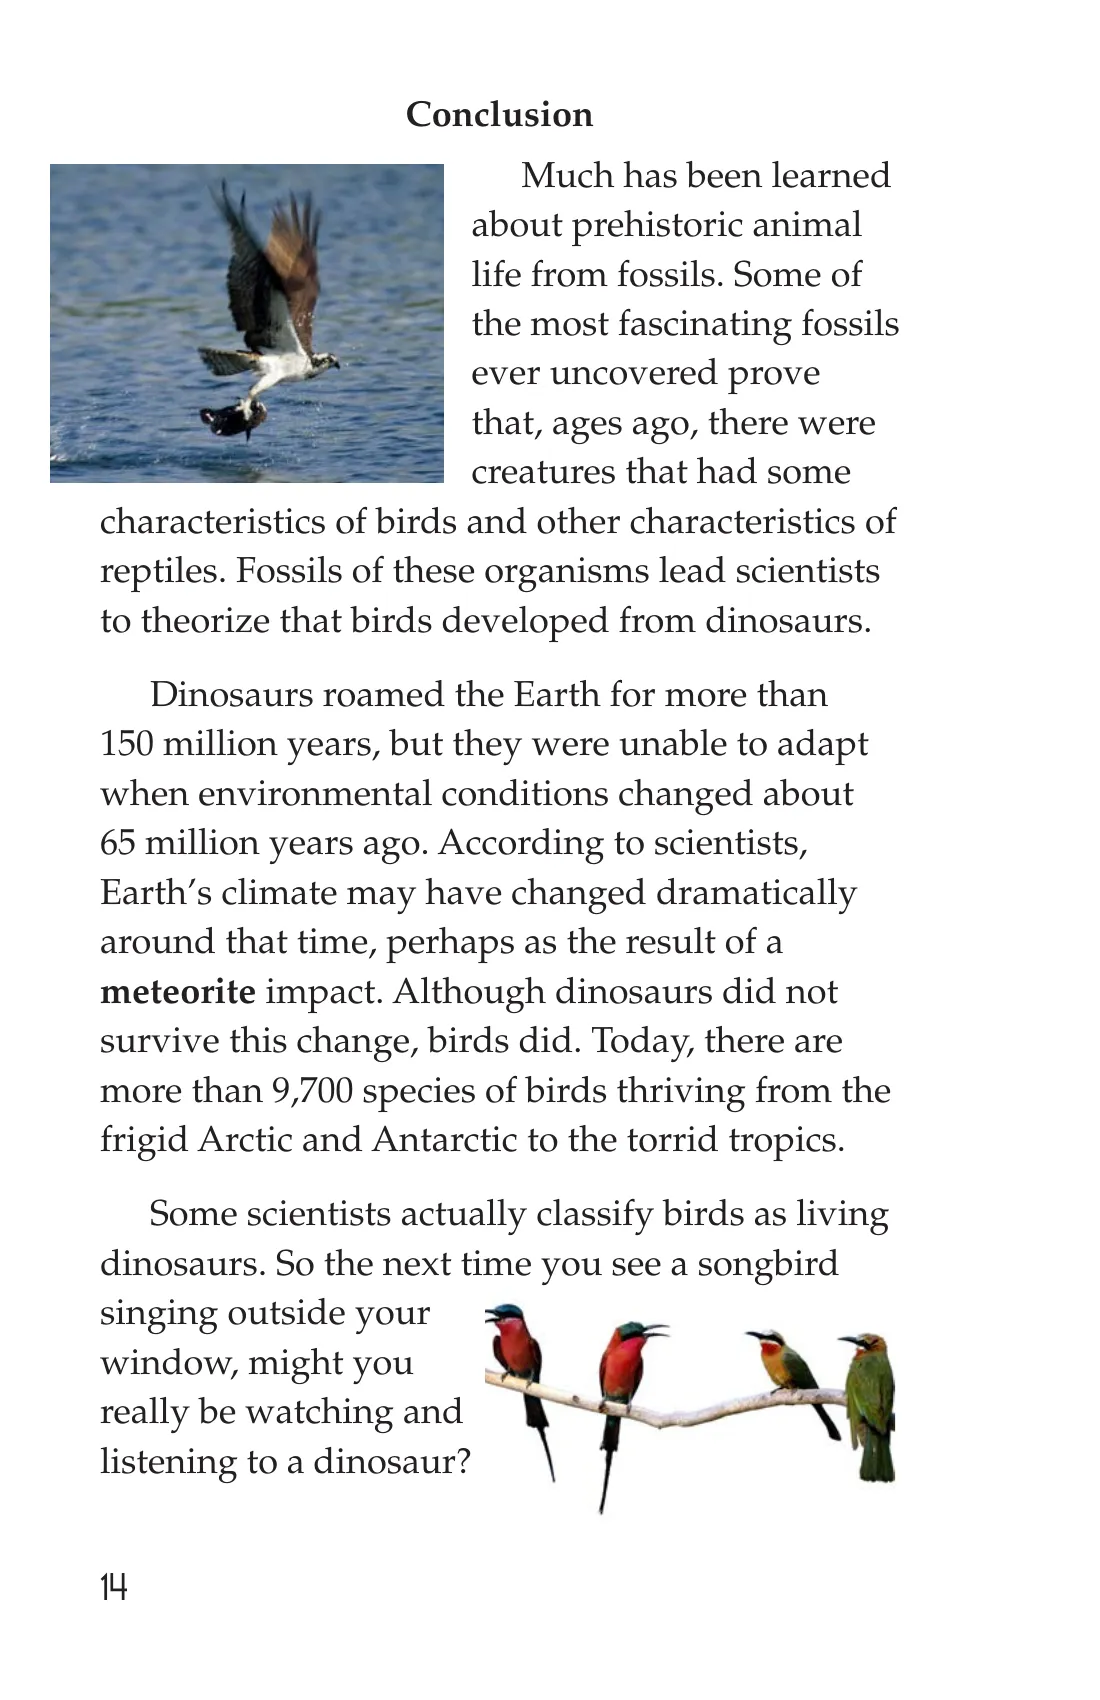 Conclusion
Much has been learned
about prehistoric animal
life from fossils. Some of
the most fascinating fossils
ever uncovered prove
that, ages ago, there were
creatures that had some
characteristics of birds and other characteristics of
reptiles. Fossils of these organisms lead scientists
to theorize that birds developed from dinosaurs.
Dinosaurs roamed the Earth for more than
150 million years, but they were unable to adapt
when environmental conditions changed about
65 million years ago. According to scientists,
Earth’s climate may have changed dramatically
around that time, perhaps as the result of a
meteorite impact. Although dinosaurs did not
survive this change, birds did. Today, there are
more than 9,700 species of birds thriving from the
frigid Arctic and Antarctic to the torrid tropics.
Some scientists actually classify birds as living
dinosaurs. So the next time you see a songbird
singing outside your
window, might you
really be watching and
listening to a dinosaur?
14